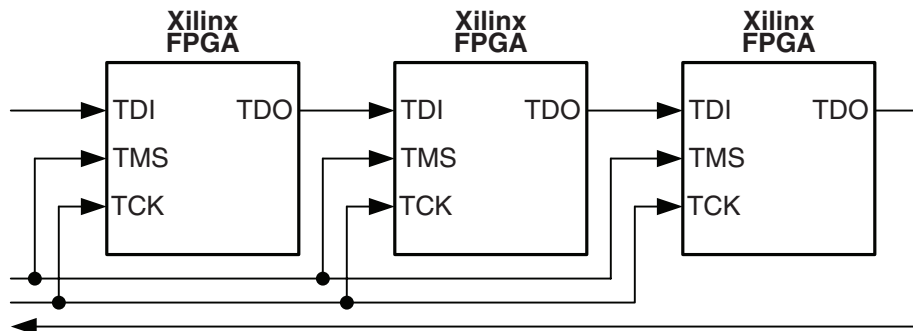 Xilinx
FPGA
Xilinx
FPGA
Xilinx
FPGA
TDI TDO
TMS
TCK
TDI TDO
TMS
TCK
TDI TDO
TMS
TCK